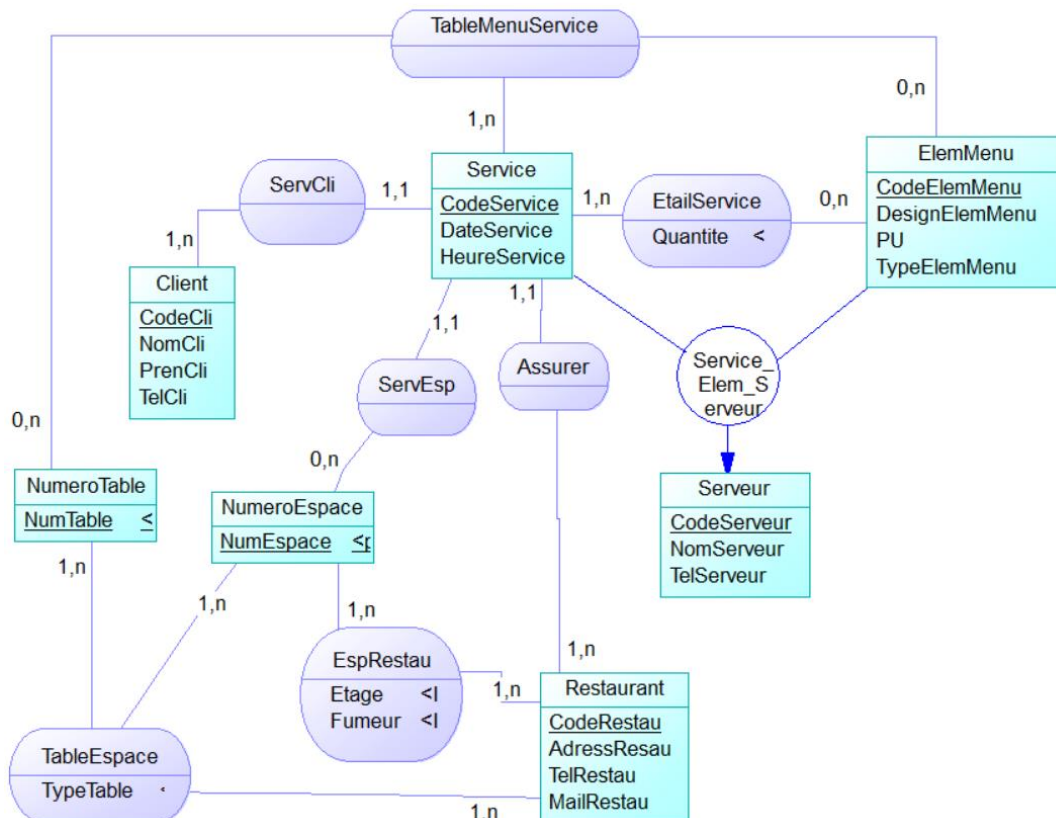 TableMenuService
0,n
1,n
0,n
Service
CodeService
DateService
HeureService
ElemMenu
CodeElemMenu
DesignElemMenu
PU
TypeElemMenu
ServCli
1,1
1,n
EtailService
Quantite <
1,n
0,n
Client
CodeCli
NomCli
PrenCli
TelCli
1,1
1,1
ServEsp
Assurer
Service_
Elem_S
erveur
0,n
NumeroTable
NumTable <
NumeroEspace
NumEspace <p
Serveur
CodeServeur
NomServeur
TelServeur
1,n
1,n
1,n
1,n
EspRestau
Etage <I
Fumeur <I
1,n
Restaurant
CodeRestau
AdressResau
TelRestau
MailRestau
TableEspace
TypeTable
1,n